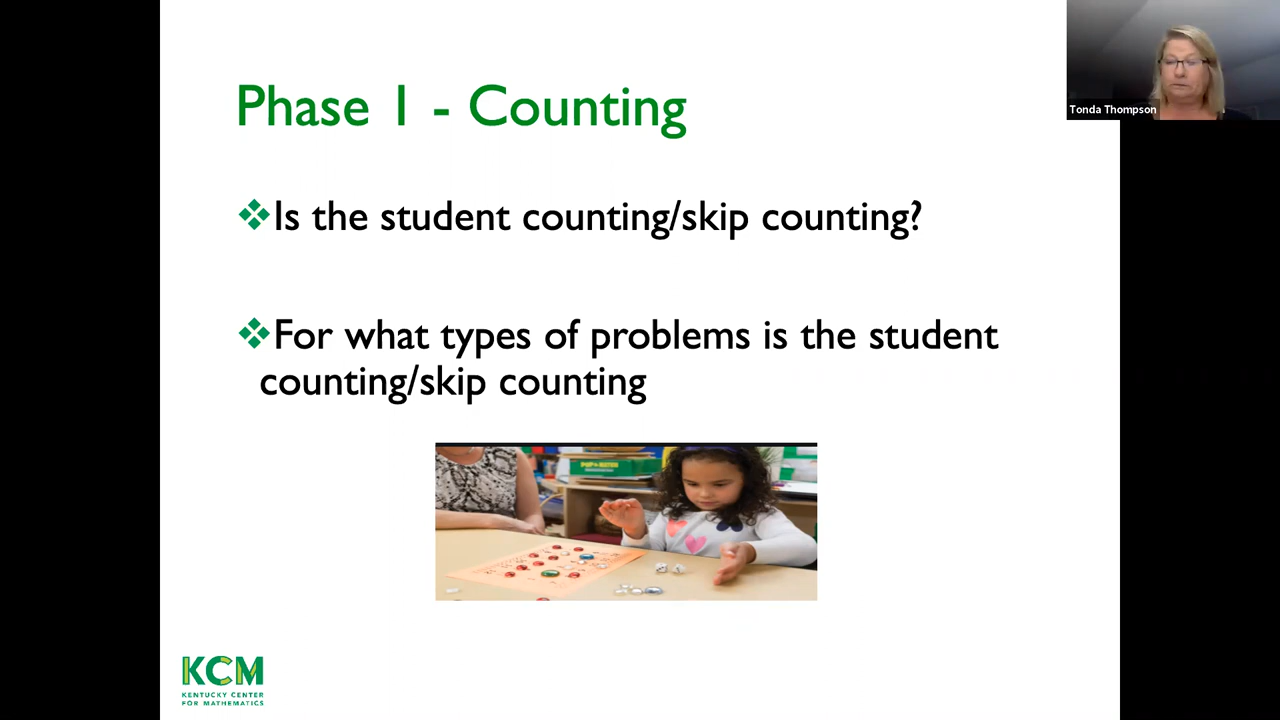 Phase 1 - Counting
Tonda Thompson
❖Is the student counting/skip counting?
❖For what types of problems is the student
counting/skip counting
KCM
KENTUCKY CENTER
FOR MATHEMATICS